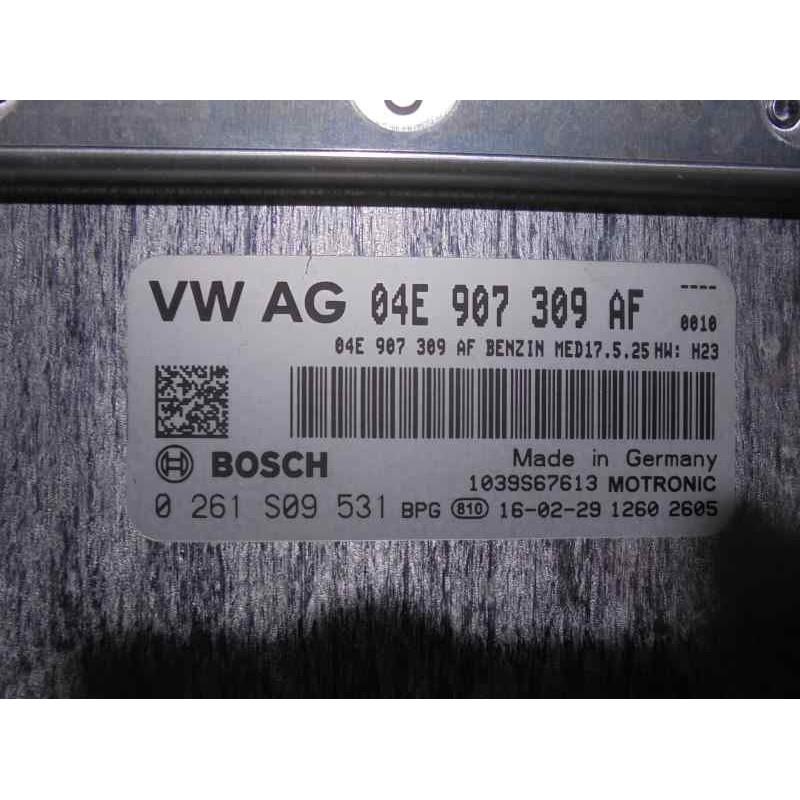 VW AG 04E 907 309 AF ----
0010
04E 907 309 AF BENZIN MED17.5.25 HW: H23
BOSCH
Made in Germany
1039S67613 MOTRONIC
0 261 S09 531 BPG 810 16-02-29 1260 2605